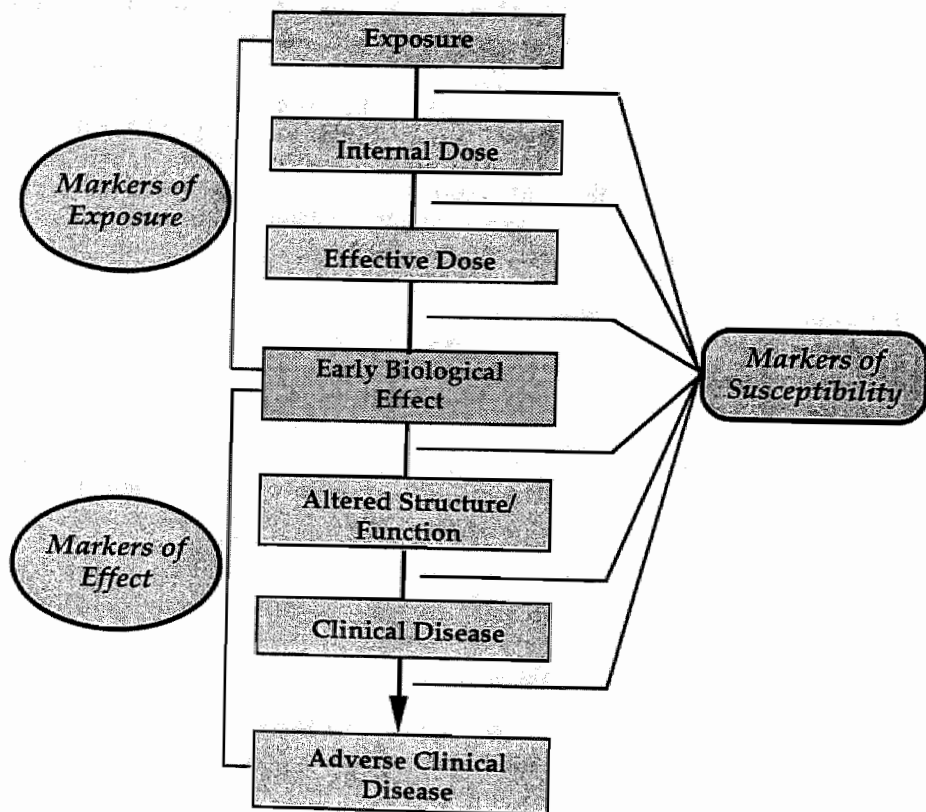 Exposure
Internal Dose
Markers of
Exposure
Effective Dose
Early Biological
Effect
Markers of
Susceptibility
Altered Structure/
Function
Markers of
Effect
Clinical Disease
Adverse Clinical
Disease